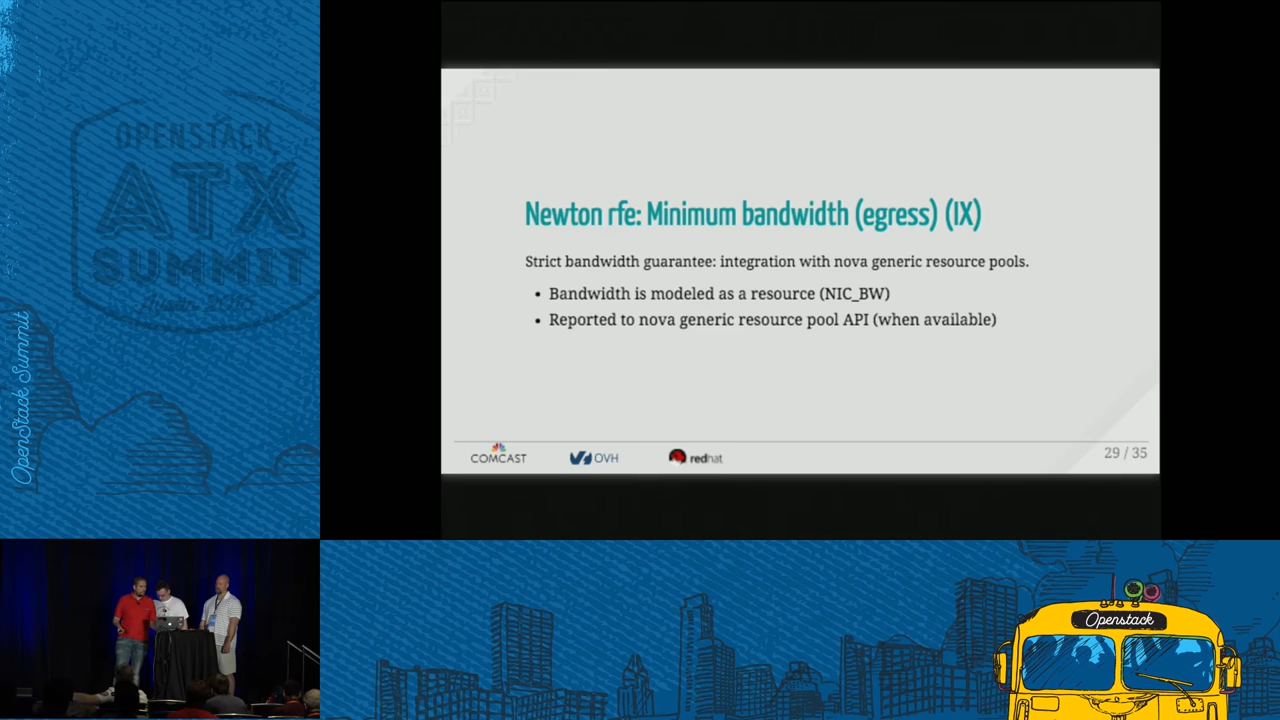 OPENSTACK
ATX
SUMMIT
Austin 2016
OpenStack Summit
Newton rfe: Minimum bandwidth (egress) (IX)
Strict bandwidth guarantee: integration with nova generic resource pools.
• Bandwidth is modeled as a resource (NIC_BW)
• Reported to nova generic resource pool API (when available)
COMCAST
OVH
redhat
29 / 35
Openstack